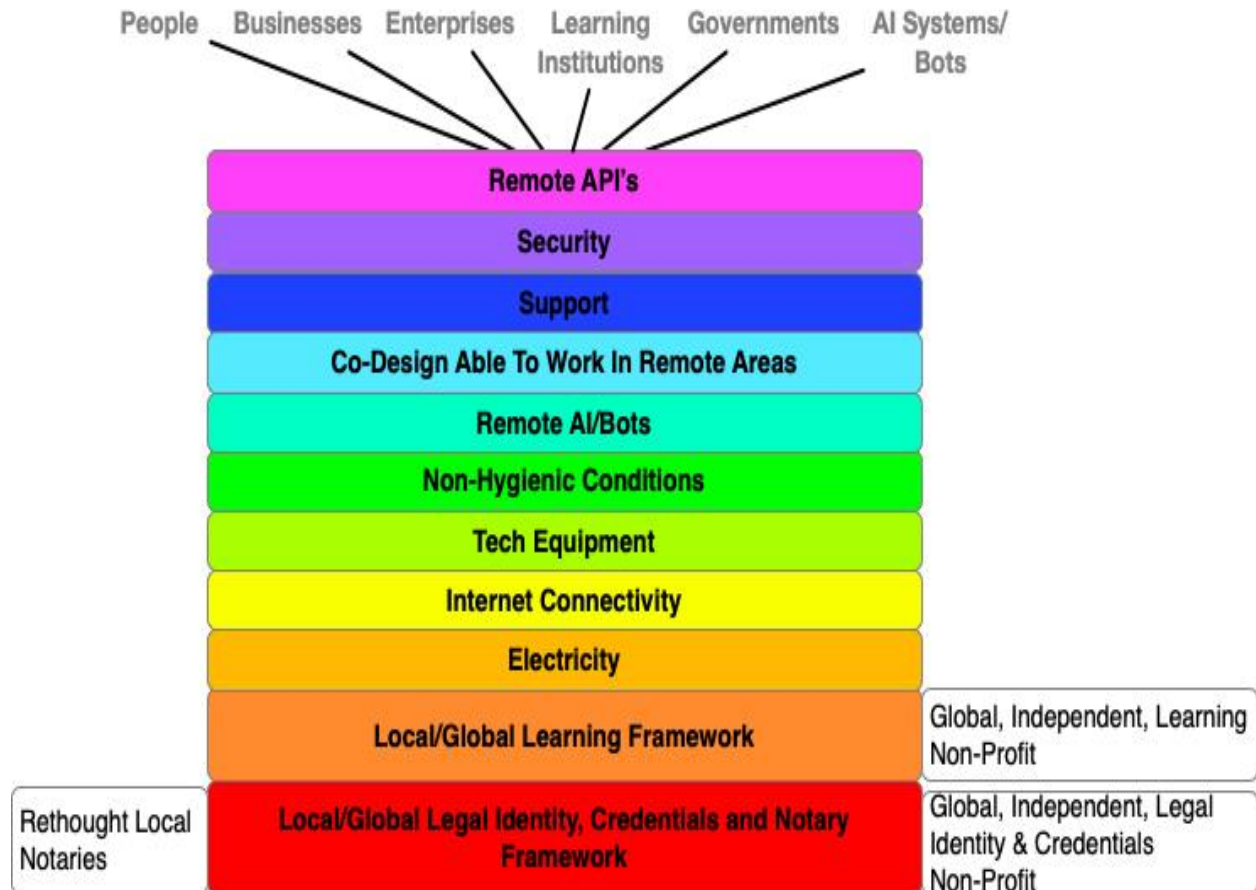 People Businesses Enterprises Learning Institutions Governments AI Systems/ Bots
Remote API's
Security
Support
Co-Design Able To Work In Remote Areas
Remote AI/Bots
Non-Hygienic Conditions
Tech Equipment
Internet Connectivity
Electricity
Local/Global Learning Framework
Global, Independent, Learning
Non-Profit
Rethought Local
Notaries
Local/Global Legal Identity, Credentials and Notary
Framework
Global, Independent, Legal
Identity & Credentials
Non-Profit